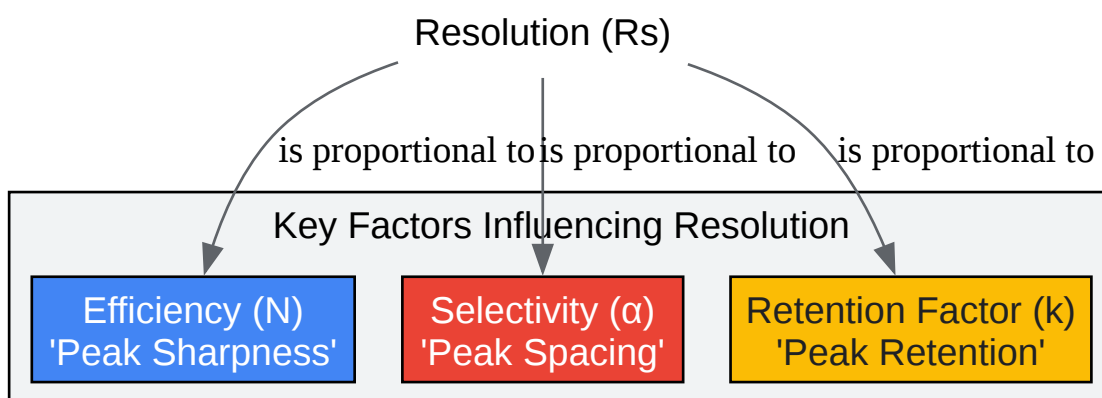 Resolution (Rs)
is proportional to
is proportional to
is proportional to
Key Factors Influencing Resolution
Efficiency (N)
'Peak Sharpness'
Selectivity (α)
'Peak Spacing'
Retention Factor (k)
'Peak Retention'